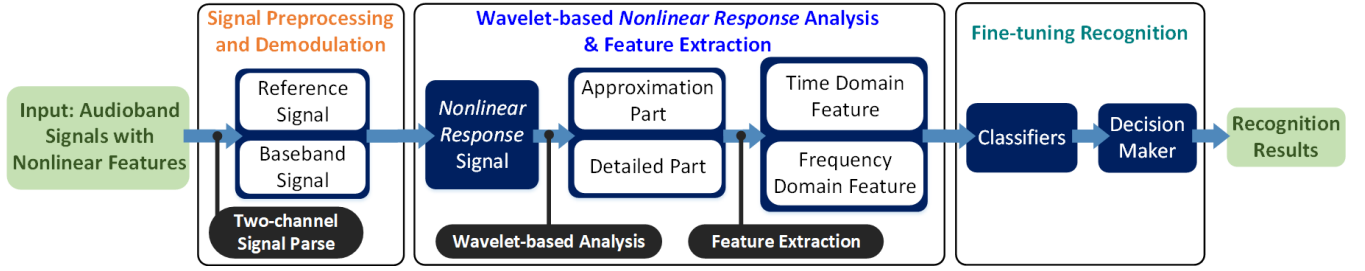 Input: Audioband
Signals with
Nonlinear Features
Signal Preprocessing
and Demodulation
Reference
Signal
Baseband
Signal
Two-channel
Signal Parse
Wavelet-based Nonlinear Response Analysis
& Feature Extraction
Nonlinear
Response
Signal
Approximation
Part
Detailed Part
Time Domain
Feature
Frequency
Domain Feature
Wavelet-based Analysis
Feature Extraction
Fine-tuning Recognition
Classifiers
Decision
Maker
Recognition
Results